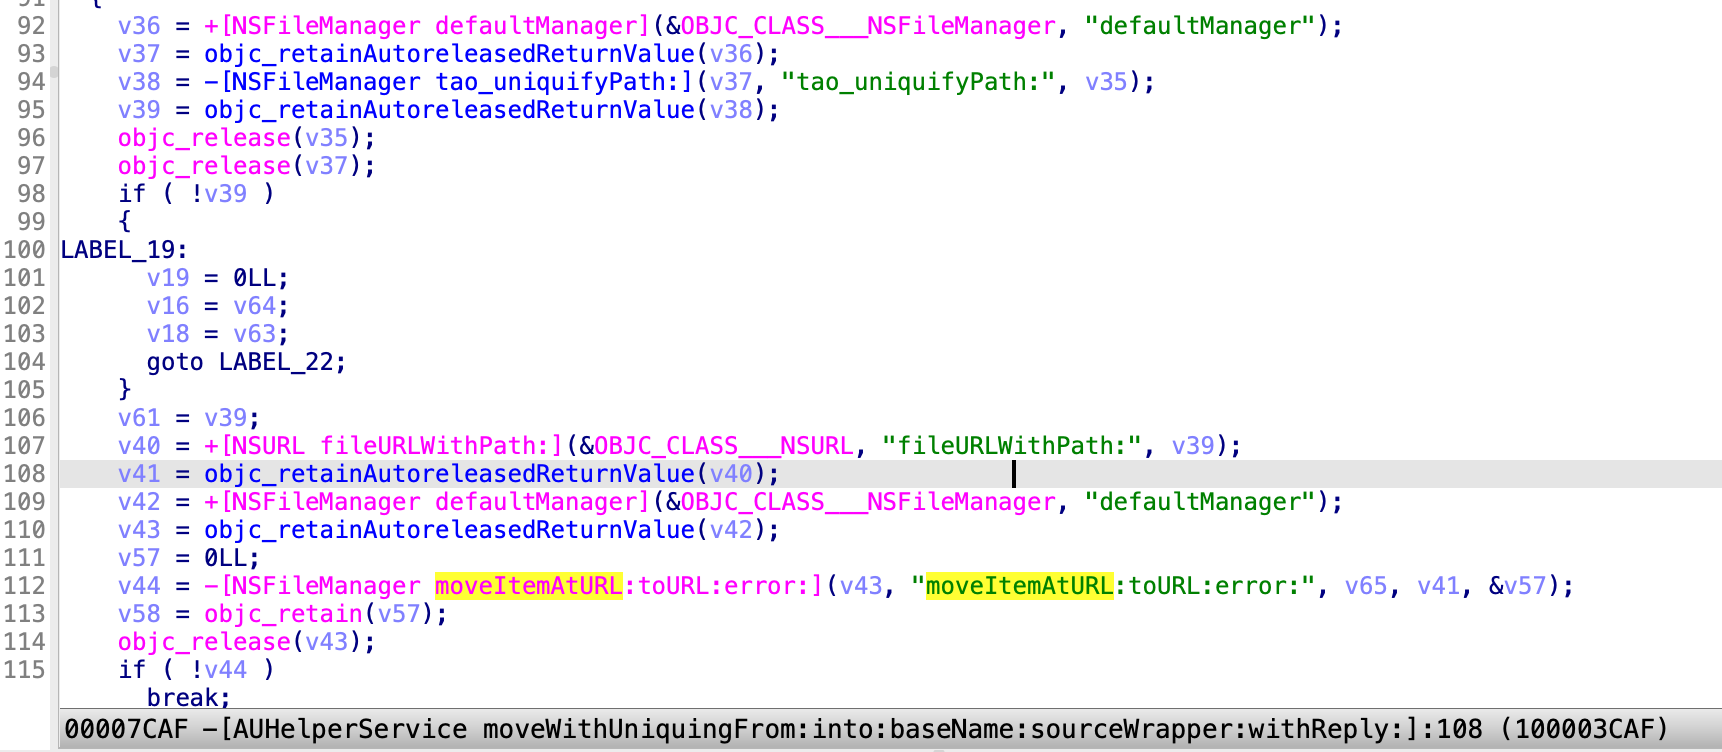 91   {
92     v36 = +[NSFileManager defaultManager](&OBJC_CLASS___NSFileManager, "defaultManager");
93     v37 = objc_retainAutoreleasedReturnValue(v36);
94     v38 = -[NSFileManager tao_uniquifyPath:](v37, "tao_uniquifyPath:", v35);
95     v39 = objc_retainAutoreleasedReturnValue(v38);
96     objc_release(v35);
97     objc_release(v37);
98     if ( !v39 )
99     {
100 LABEL_19:
101       v19 = 0LL;
102       v16 = v64;
103       v18 = v63;
104       goto LABEL_22;
105     }
106     v61 = v39;
107     v40 = +[NSURL fileURLWithPath:](&OBJC_CLASS___NSURL, "fileURLWithPath:", v39);
108     v41 = objc_retainAutoreleasedReturnValue(v40);
109     v42 = +[NSFileManager defaultManager](&OBJC_CLASS___NSFileManager, "defaultManager");
110     v43 = objc_retainAutoreleasedReturnValue(v42);
111     v57 = 0LL;
112     v44 = -[NSFileManager moveItemAtURL:toURL:error:](v43, "moveItemAtURL:toURL:error:", v65, v41, &v57);
113     v58 = objc_retain(v57);
114     objc_release(v43);
115     if ( !v44 )
      break;
00007CAF -[AUHelperService moveWithUniquingFrom:into:baseName:sourceWrapper:withReply:]:108 (100003CAF)